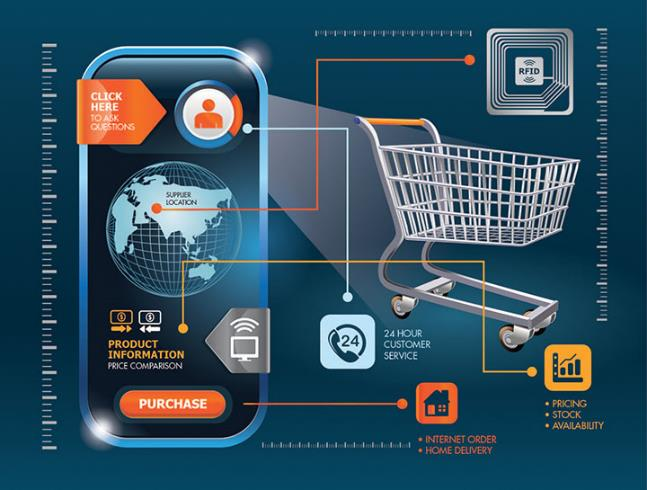 CLICK
HERE
TO ASK
QUESTIONS
RFID
SUPPLIER
LOCATION
PRODUCT
INFORMATION
PRICE COMPARISON
PURCHASE
24
24 HOUR
CUSTOMER
SERVICE
• PRICING
• STOCK
• AVAILABILITY
• INTERNET ORDER
• HOME DELIVERY